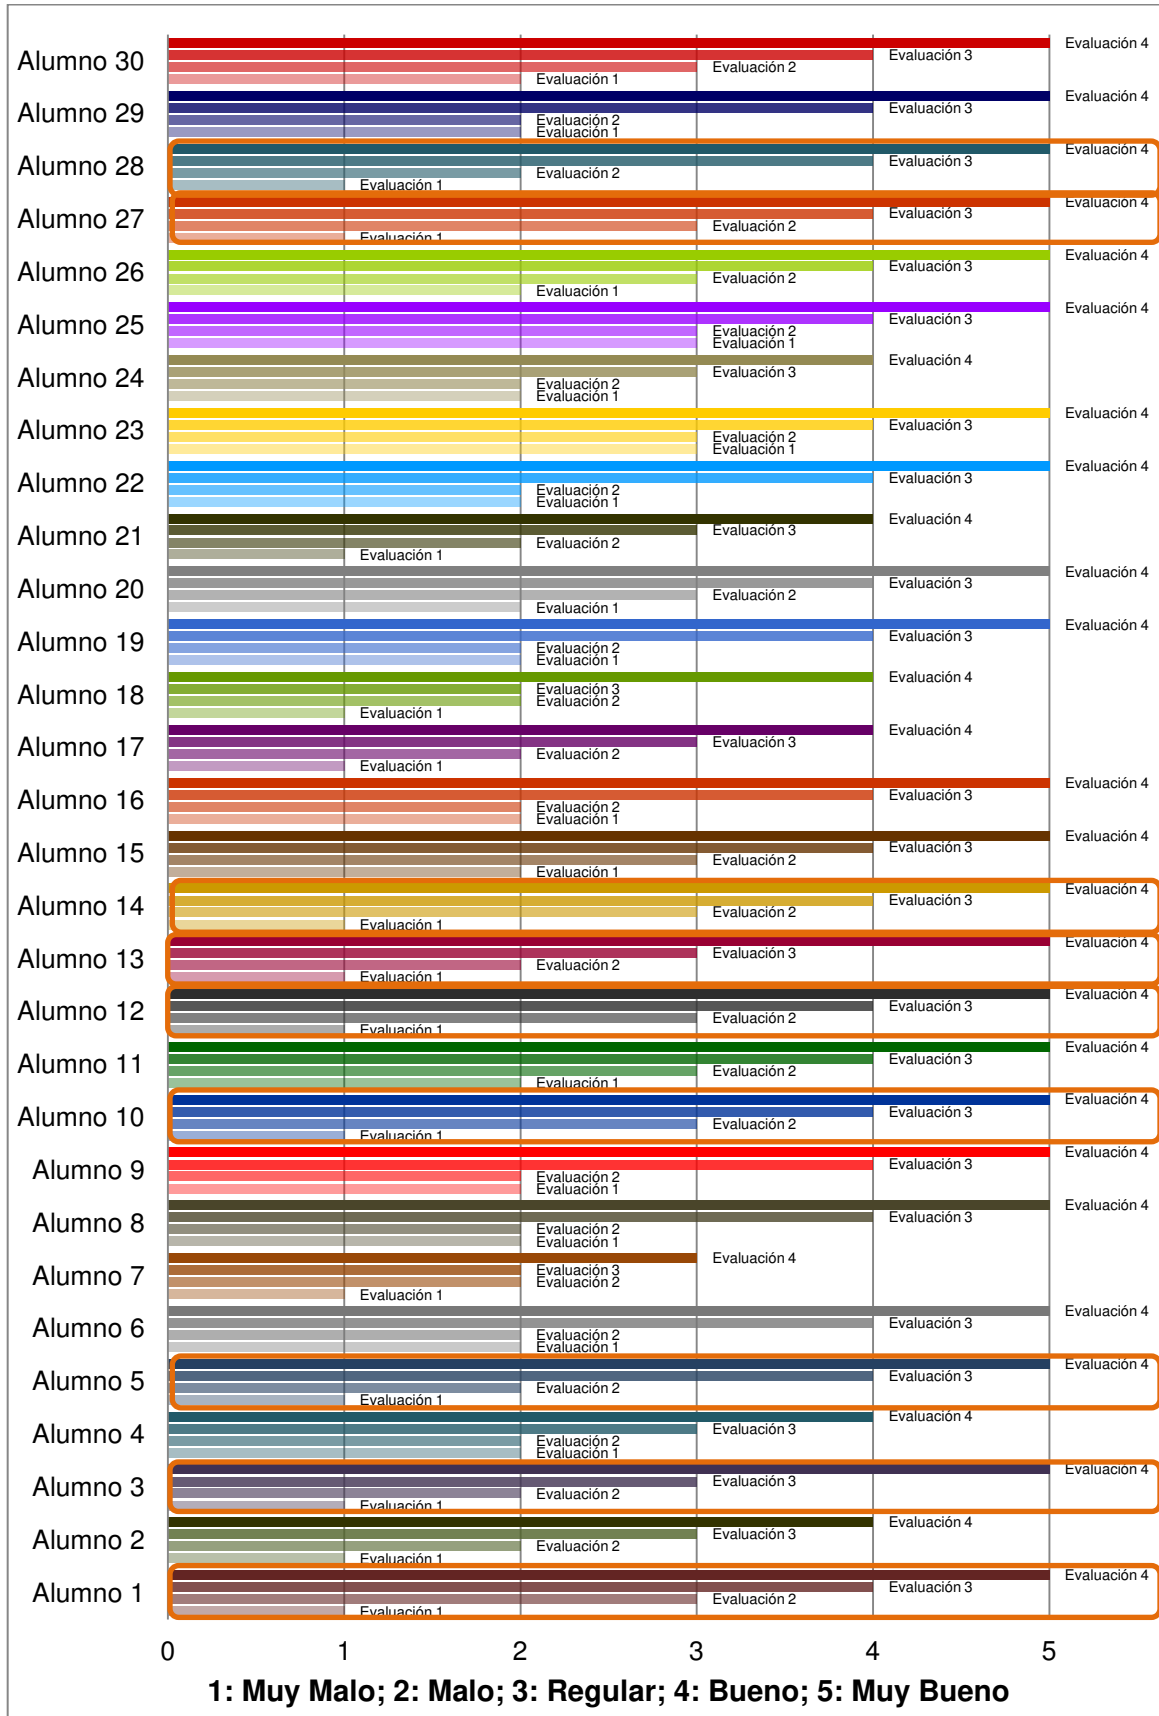 Alumno 30
Evaluación 4
Evaluación 3
Evaluación 2
Evaluación 1
Alumno 29
Evaluación 4
Evaluación 3
Evaluación 2
Evaluación 1
Alumno 28
Evaluación 4
Evaluación 3
Evaluación 2
Evaluación 1
Alumno 27
Evaluación 4
Evaluación 3
Evaluación 2
Evaluación 1
Alumno 26
Evaluación 4
Evaluación 3
Evaluación 2
Evaluación 1
Alumno 25
Evaluación 4
Evaluación 3
Evaluación 2
Evaluación 1
Alumno 24
Evaluación 4
Evaluación 3
Evaluación 2
Evaluación 1
Alumno 23
Evaluación 4
Evaluación 3
Evaluación 2
Evaluación 1
Alumno 22
Evaluación 4
Evaluación 3
Evaluación 2
Evaluación 1
Alumno 21
Evaluación 4
Evaluación 3
Evaluación 2
Evaluación 1
Alumno 20
Evaluación 4
Evaluación 3
Evaluación 2
Evaluación 1
Alumno 19
Evaluación 4
Evaluación 3
Evaluación 2
Evaluación 1
Alumno 18
Evaluación 4
Evaluación 3
Evaluación 2
Evaluación 1
Alumno 17
Evaluación 4
Evaluación 3
Evaluación 2
Evaluación 1
Alumno 16
Evaluación 4
Evaluación 3
Evaluación 2
Evaluación 1
Alumno 15
Evaluación 4
Evaluación 3
Evaluación 2
Evaluación 1
Alumno 14
Evaluación 4
Evaluación 3
Evaluación 2
Evaluación 1
Alumno 13
Evaluación 4
Evaluación 3
Evaluación 2
Evaluación 1
Alumno 12
Evaluación 4
Evaluación 3
Evaluación 2
Evaluación 1
Alumno 11
Evaluación 4
Evaluación 3
Evaluación 2
Evaluación 1
Alumno 10
Evaluación 4
Evaluación 3
Evaluación 2
Evaluación 1
Alumno 9
Evaluación 4
Evaluación 3
Evaluación 2
Evaluación 1
Alumno 8
Evaluación 4
Evaluación 3
Evaluación 2
Evaluación 1
Alumno 7
Evaluación 4
Evaluación 3
Evaluación 2
Evaluación 1
Alumno 6
Evaluación 4
Evaluación 3
Evaluación 2
Evaluación 1
Alumno 5
Evaluación 4
Evaluación 3
Evaluación 2
Evaluación 1
Alumno 4
Evaluación 4
Evaluación 3
Evaluación 2
Evaluación 1
Alumno 3
Evaluación 4
Evaluación 3
Evaluación 2
Evaluación 1
Alumno 2
Evaluación 4
Evaluación 3
Evaluación 2
Evaluación 1
Alumno 1
Evaluación 4
Evaluación 3
Evaluación 2
Evaluación 1
0 1 2 3 4 5
1: Muy Malo; 2: Malo; 3: Regular; 4: Bueno; 5: Muy Bueno